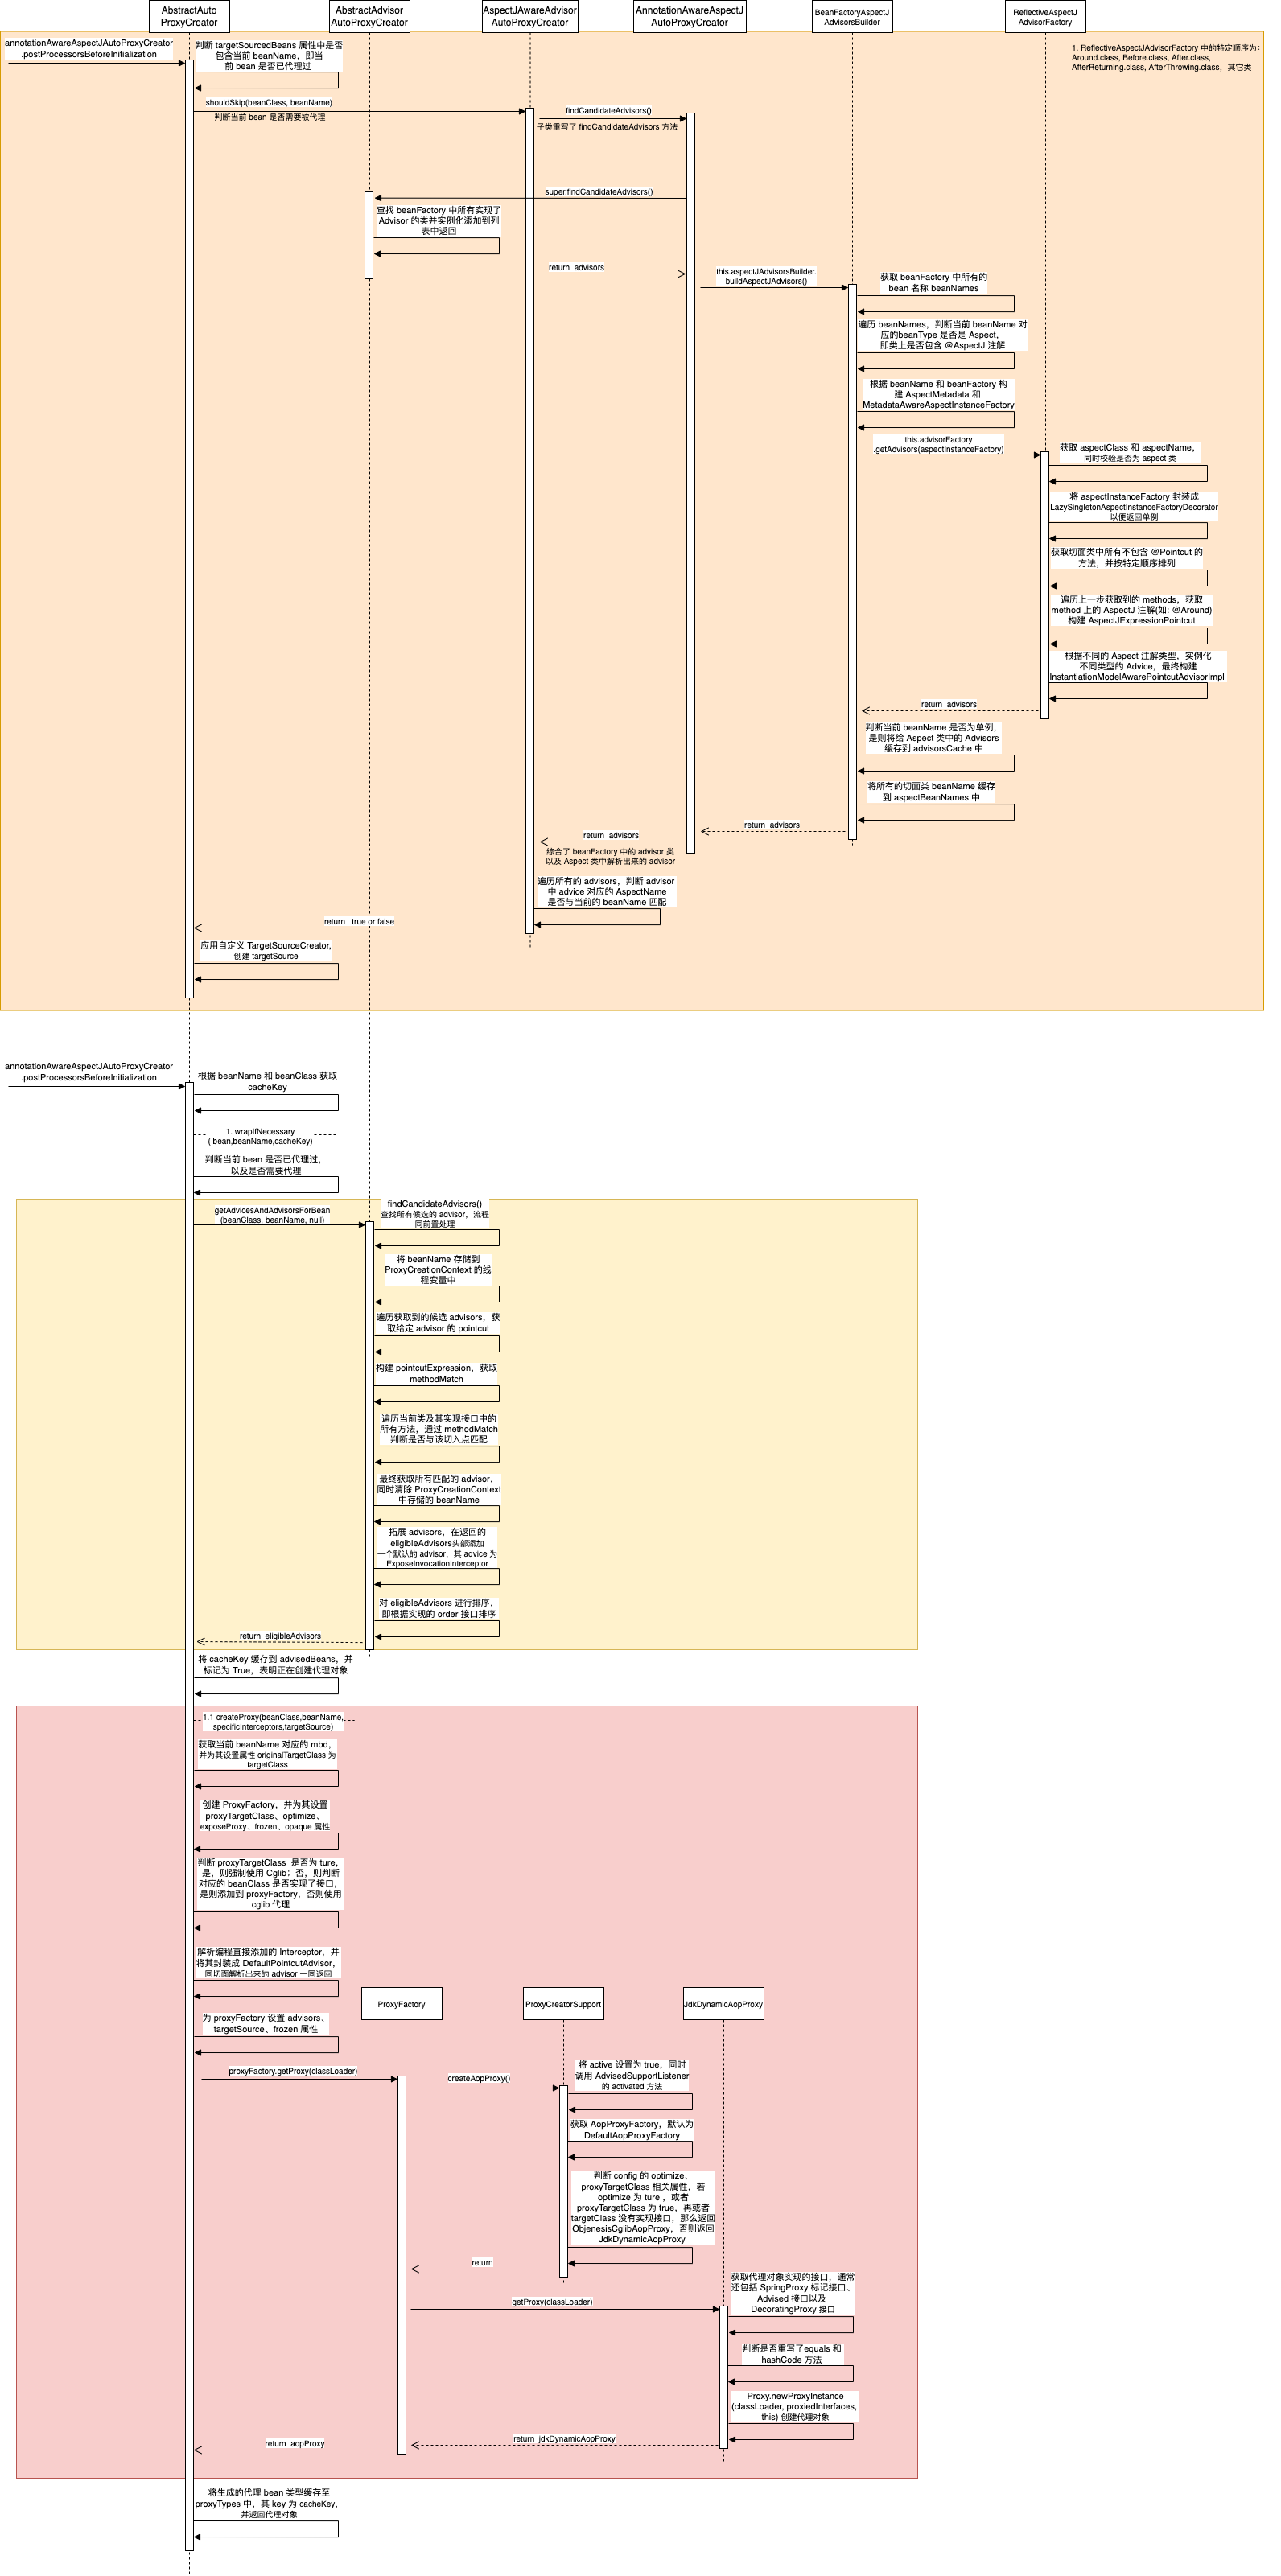 AbstractAuto
ProxyCreator
AbstractAdvisor
AutoProxyCreator
AspectJAwareAdvisor
AutoProxyCreator
AnnotationAwareAspectJ
AutoProxyCreator
BeanFactoryAspectJ
AdvisorsBuilder
ReflectiveAspectJ
AdvisorFactory
annotationAwareAspectJAutoProxyCreator
.postProcessorsBeforeInitialization
判断 targetSourcedBeans 属性中是否
包含当前 beanName，即当
前 bean 是否已代理过
1. ReflectiveAspectJAdvisorFactory 中的特定顺序为：
Around.class, Before.class, After.class,
AfterReturning.class, AfterThrowing.class，其它类
shouldSkip(beanClass, beanName)
判断当前 bean 是否需要被代理
findCandidateAdvisors()
子类重写了 findCandidateAdvisors 方法
super.findCandidateAdvisors()
查找 beanFactory 中所有实现了
Advisor 的类并实例化添加到列
表中返回
return advisors
this.aspectJAdvisorsBuilder.
buildAspectJAdvisors()
获取 beanFactory 中所有的
bean 名称 beanNames
遍历 beanNames，判断当前 beanName 对
应的beanType 是否是 Aspect，
即类上是否包含 @AspectJ 注解
根据 beanName 和 beanFactory 构
建 AspectMetadata 和
MetadataAwareAspectInstanceFactory
this.advisorFactory
.getAdvisors(aspectInstanceFactory)
获取 aspectClass 和 aspectName，
同时校验是否为 aspect 类
将 aspectInstanceFactory 封装成
LazySingletonAspectInstanceFactoryDecorator
以便返回单例
获取切面类中所有不包含 @Pointcut 的
方法，并按特定顺序排列
遍历上一步获取到的 methods，获取
method 上的 AspectJ 注解(如: @Around)
构建 AspectJExpressionPointcut
根据不同的 Aspect 注解类型，实例化
不同类型的 Advice，最终构建
InstantiationModelAwarePointcutAdvisorImpl
return advisors
判断当前 beanName 是否为单例，
是则将给 Aspect 类中的 Advisors
缓存到 advisorsCache 中
将所有的切面类 beanName 缓存
到 aspectBeanNames 中
return advisors
return advisors
综合了 beanFactory 中的 advisor 类
以及 Aspect 类中解析出来的 advisor
遍历所有的 advisors，判断 advisor
中 advice 对应的 AspectName
是否与当前的 beanName 匹配
return true or false
应用自定义 TargetSourceCreator，
创建 targetSource
annotationAwareAspectJAutoProxyCreator
.postProcessorsBeforeInitialization
根据 beanName 和 beanClass 获取
cacheKey
1. wrapIfNecessary
( bean,beanName,cacheKey)
判断当前 bean 是否已代理过，
以及是否需要代理
getAdvicesAndAdvisorsForBean
(beanClass, beanName, null)
findCandidateAdvisors()
查找所有候选的 advisor，流程
同前置处理
将 beanName 存储到
ProxyCreationContext 的线
程变量中
遍历获取到的候选 advisors，获
取给定 advisor 的 pointcut
构建 pointcutExpression，获取
methodMatch
遍历当前类及其实现接口中的
所有方法，通过 methodMatch
判断是否与该切入点匹配
最终获取所有匹配的 advisor，
同时清除 ProxyCreationContext
中存储的 beanName
拓展 advisors，在返回的
eligibleAdvisors头部添加
一个默认的 advisor，其 advice 为
ExposeInvocationInterceptor
对 eligibleAdvisors 进行排序，
即根据实现的 order 接口排序
return eligibleAdvisors
将 cacheKey 缓存到 advisedBeans，并
标记为 True，表明正在创建代理对象
1.1 createProxy(beanClass,beanName,
specificInterceptors,targetSource)
获取当前 beanName 对应的 mbd，
并为其设置属性 originalTargetClass 为
targetClass
创建 ProxyFactory，并为其设置
proxyTargetClass、optimize、
exposeProxy、frozen、opaque 属性
判断 proxyTargetClass 是否为 ture，
是，则强制使用 Cglib；否，则判断
对应的 beanClass 是否实现了接口，
是则添加到 proxyFactory，否则使用
cglib 代理
解析编程直接添加的 Interceptor，并
将其封装成 DefaultPointcutAdvisor，
同切面解析出来的 advisor 一同返回
ProxyFactory
ProxyCreatorSupport
JdkDynamicAopProxy
为 proxyFactory 设置 advisors、
targetSource、frozen 属性
proxyFactory.getProxy(classLoader)
createAopProxy()
将 active 设置为 true，同时
调用 AdvisedSupportListener
的 activated 方法
获取 AopProxyFactory，默认为
DefaultAopProxyFactory
判断 config 的 optimize、
proxyTargetClass 相关属性，若
optimize 为 ture ，或者
proxyTargetClass 为 true，再或者
targetClass 没有实现接口，那么返回
ObjenesisCglibAopProxy，否则返回
JdkDynamicAopProxy
return
getProxy(classLoader)
获取代理对象实现的接口，通常
还包括 SpringProxy 标记接口、
Advised 接口以及
DecoratingProxy 接口
判断是否重写了equals 和
hashCode 方法
Proxy.newProxyInstance
(classLoader, proxiedInterfaces,
this) 创建代理对象
return jdkDynamicAopProxy
return aopProxy
将生成的代理 bean 类型缓存至
proxyTypes 中，其 key 为 cacheKey，
并返回代理对象